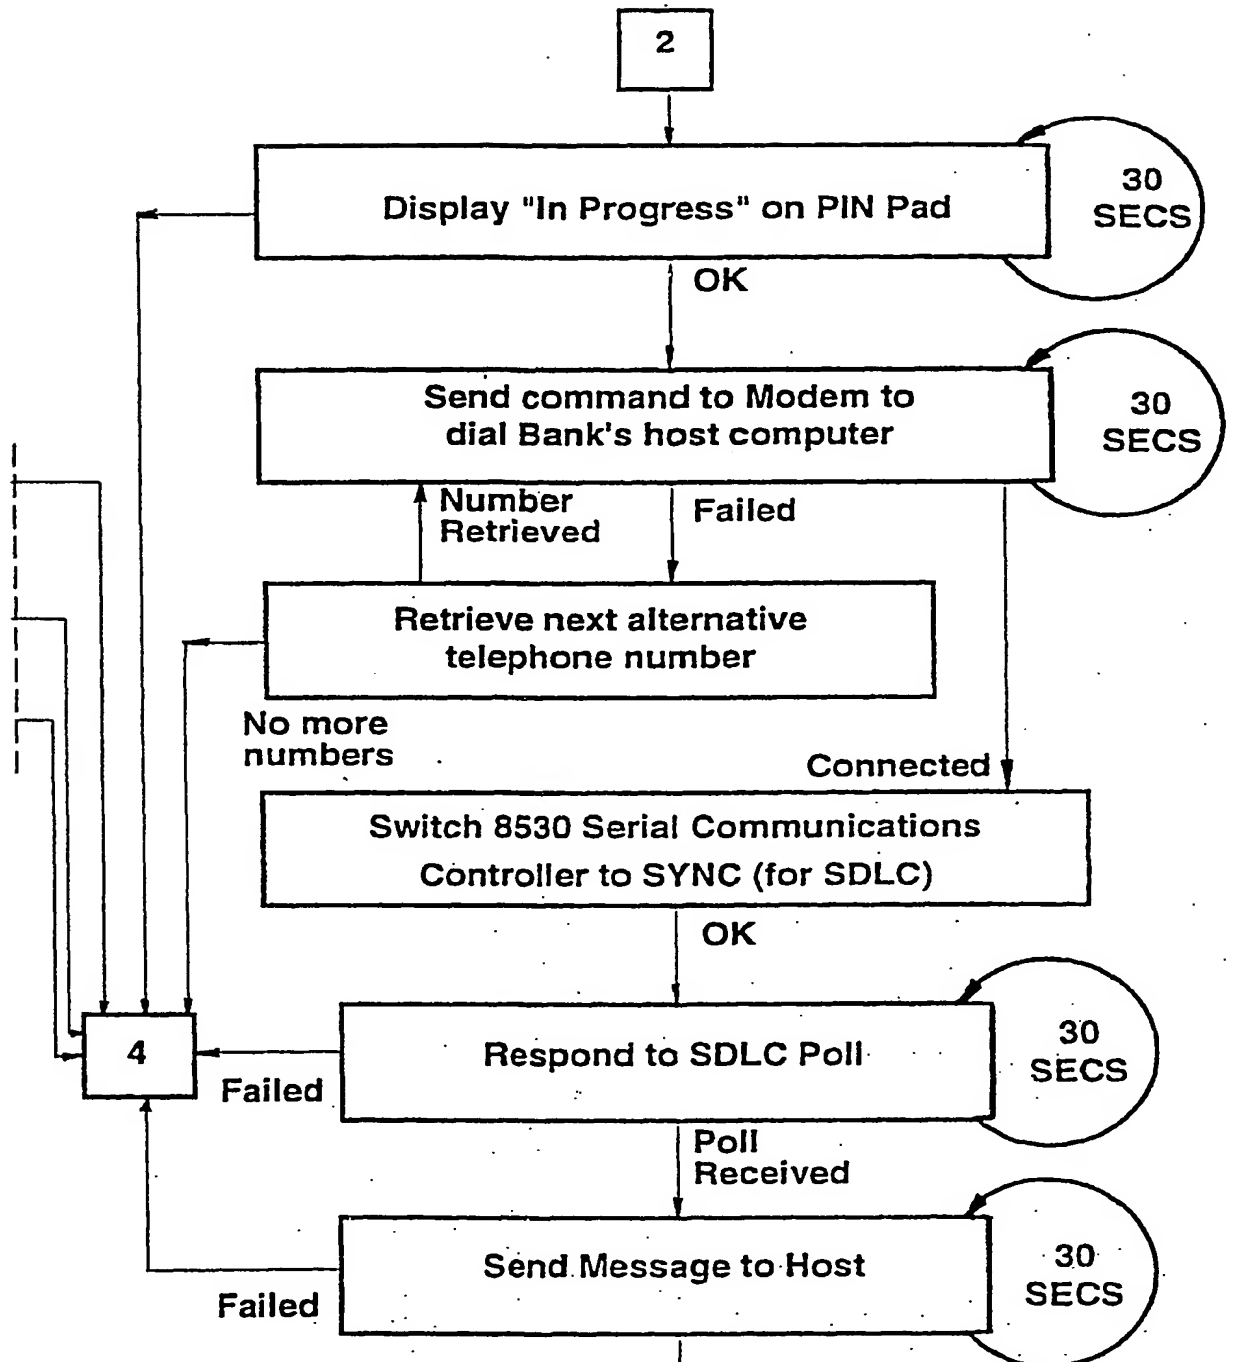 2
Display "In Progress" on PIN Pad
30
SECS
OK
Send command to Modem to
dial Bank's host computer
30
SECS
Number
Retrieved
Failed
Retrieve next alternative
telephone number
No more
numbers
Connected
Switch 8530 Serial Communications
Controller to SYNC (for SDLC)
OK
4
Failed
Respond to SDLC Poll
30
SECS
Poll
Received
Send Message to Host
30
SECS
Failed